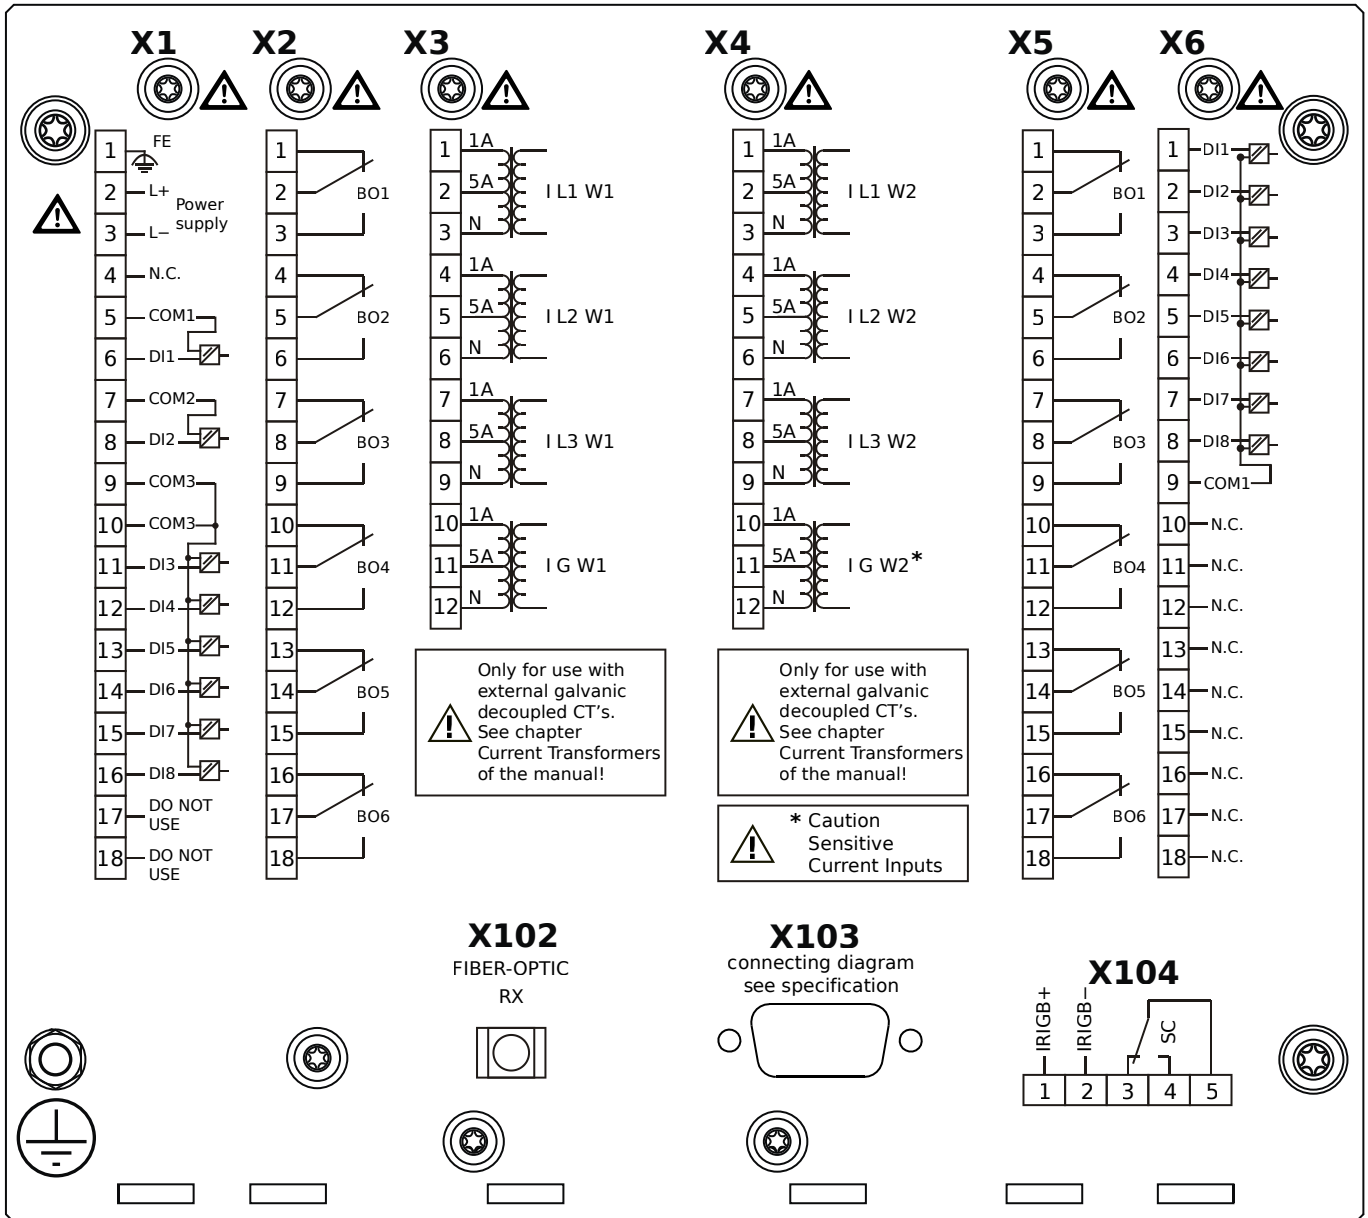 X1 X2 X3 X4 X5 X6
1 FE
2 L+
Power
supply
3 L−
4 N.C.
5 COM1
6 DI1
7 COM2
8 DI2
9 COM3
10 COM3
11 DI3
12 DI4
13 DI5
14 DI6
15 DI7
16 DI8
17 DO NOT
USE
18 DO NOT
USE
1
2 BO1
3
4
5 BO2
6
7
8 BO3
9
10
11 BO4
12
13
14 BO5
15
16
17 BO6
18
1 1A
2 5A I L1 W1
3 N
4 1A
5 5A I L2 W1
6 N
7 1A
8 5A I L3 W1
9 N
10 1A
11 5A I G W1
12 N
Only for use with
external galvanic
decoupled CT’s.
See chapter
Current Transformers
of the manual!
1 1A
2 5A I L1 W2
3 N
4 1A
5 5A I L2 W2
6 N
7 1A
8 5A I L3 W2
9 N
10 1A
11 5A I G W2*
12 N
Only for use with
external galvanic
decoupled CT’s.
See chapter
Current Transformers
of the manual!
* Caution
Sensitive
Current Inputs
1
2 BO1
3
4
5 BO2
6
7
8 BO3
9
10
11 BO4
12
13
14 BO5
15
16
17 BO6
18
1 DI1
2 DI2
3 DI3
4 DI4
5 DI5
6 DI6
7 DI7
8 DI8
9 COM1
10 N.C.
11 N.C.
12 N.C.
13 N.C.
14 N.C.
15 N.C.
16 N.C.
17 N.C.
18 N.C.
X102
FIBER-OPTIC
RX
X103
connecting diagram
see specification
X104
IRIGB+
IRIGB−
SC
1 2 3 4 5